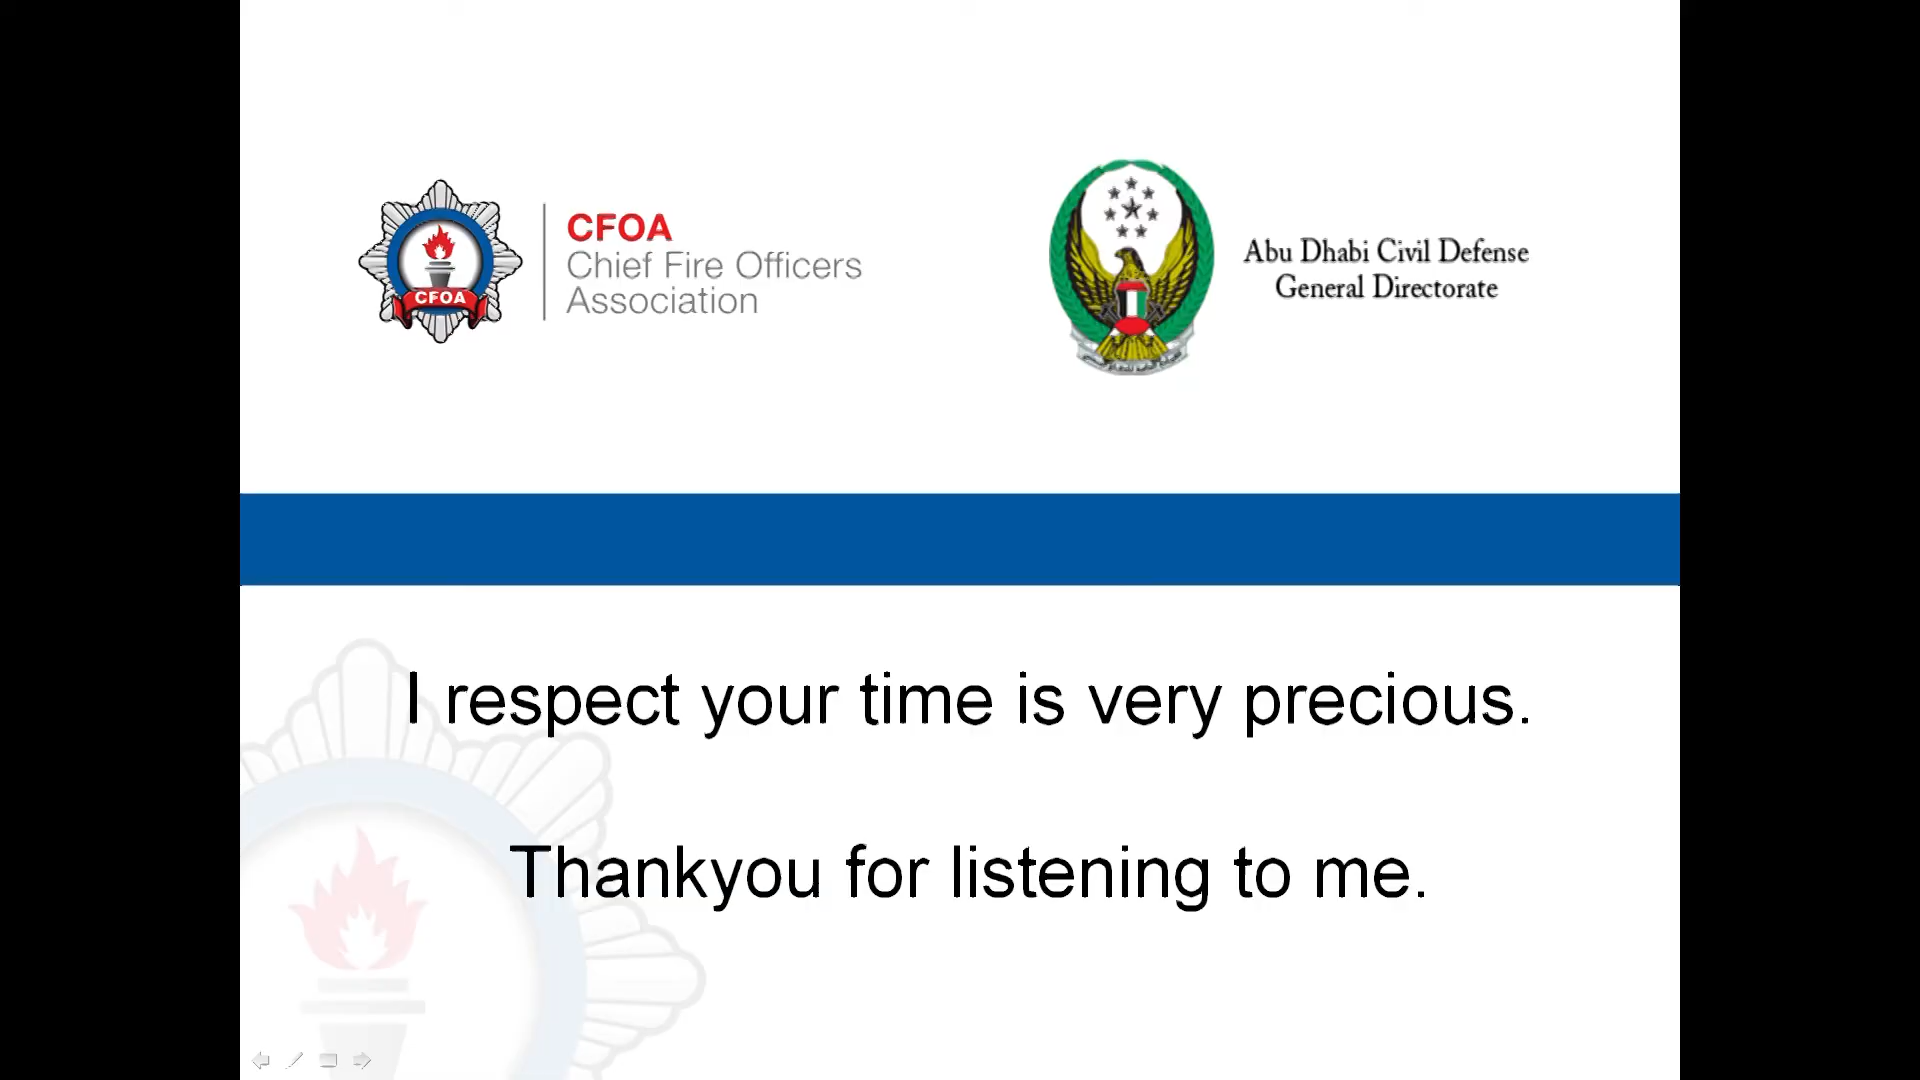 CFOA
CFOA
Chief Fire Officers
Association
Abu Dhabi Civil Defense
General Directorate
I respect your time is very precious.
Thankyou for listening to me.